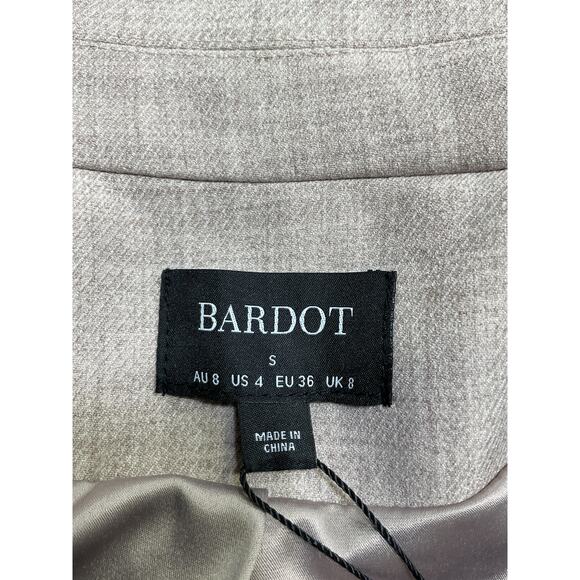 BARDOT
S
AU 8 US 4 EU 36 UK 8
MADE IN
CHINA